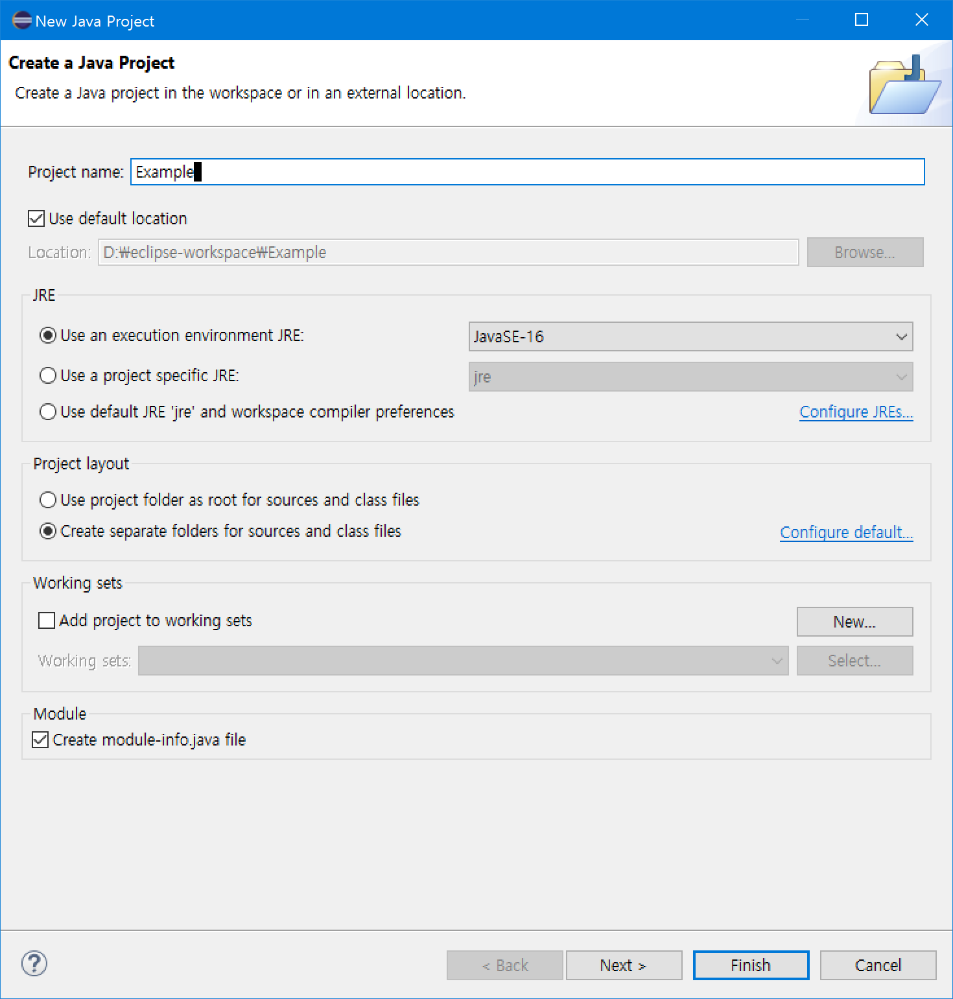 New Java Project
Create a Java Project
Create a Java project in the workspace or in an external location.
Project name: Example
Use default location
Location: D:₩eclipse-workspace₩Example Browse...
JRE
Use an execution environment JRE: JavaSE-16
Use a project specific JRE: jre
Use default JRE 'jre' and workspace compiler preferences Configure JREs...
Project layout
Use project folder as root for sources and class files
Create separate folders for sources and class files Configure default...
Working sets
Add project to working sets New...
Working sets: Select...
Module
Create module-info.java file
? < Back Next > Finish Cancel